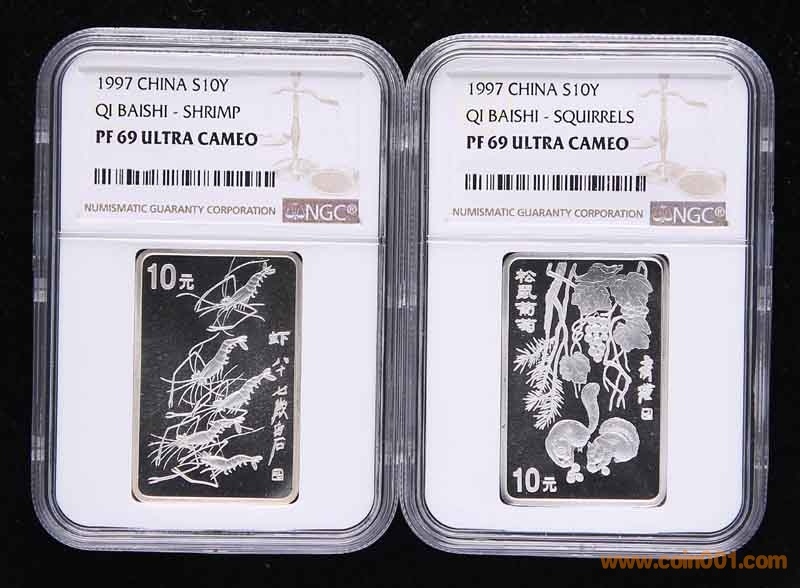 1997 CHINA S10Y
QI BAISHI - SHRIMP
PF 69 ULTRA CAMEO
NUMISMATIC GUARANTY CORPORATION NGC®
10元
虾 八十七歲白石
1997 CHINA S10Y
QI BAISHI - SQUIRRELS
PF 69 ULTRA CAMEO
NUMISMATIC GUARANTY CORPORATION NGC®
松鼠葡萄
10元
www.coin001.com